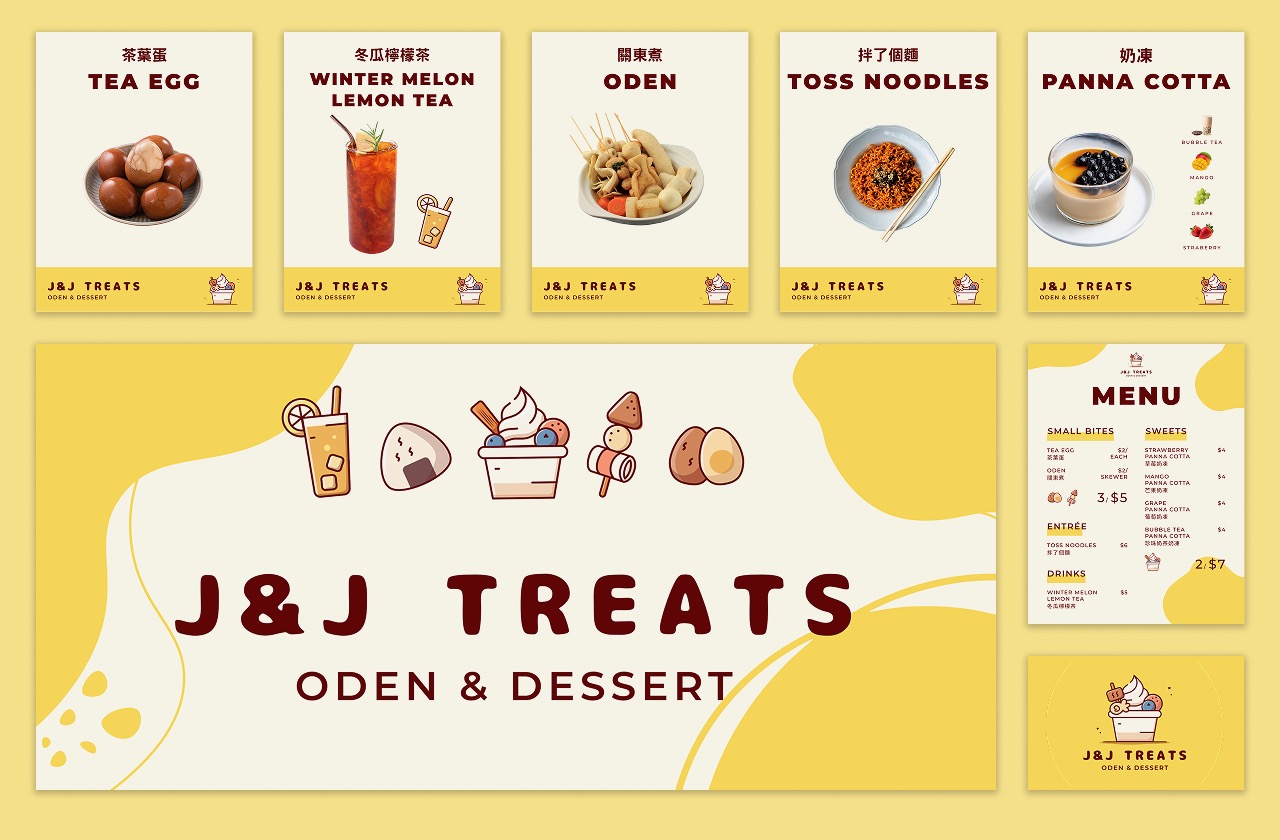 茶葉蛋
TEA EGG
J&J TREATS
ODEN & DESSERT
冬瓜檸檬茶
WINTER MELON
LEMON TEA
J&J TREATS
ODEN & DESSERT
關東煮
ODEN
J&J TREATS
ODEN & DESSERT
拌了個麵
TOSS NOODLES
J&J TREATS
ODEN & DESSERT
奶凍
PANNA COTTA
BUBBLE TEA
MANGO
GRAPE
STRABERRY
J&J TREATS
ODEN & DESSERT
J&J TREATS
ODEN & DESSERT
J&J TREATS
ODEN & DESSERT
MENU
SMALL BITES
TEA EGG $2/
茶葉蛋 EACH
ODEN $2/
關東煮 SKEWER
3/$5
ENTRÉE
TOSS NOODLES $6
拌了個麵
DRINKS
WINTER MELON $5
LEMON TEA
冬瓜檸檬茶
SWEETS
STRAWBERRY $4
PANNA COTTA
草莓奶凍
MANGO $4
PANNA COTTA
芒果奶凍
GRAPE $4
PANNA COTTA
葡萄奶凍
BUBBLE TEA $4
PANNA COTTA
珍珠奶茶奶凍
2/$7
J&J TREATS
ODEN & DESSERT